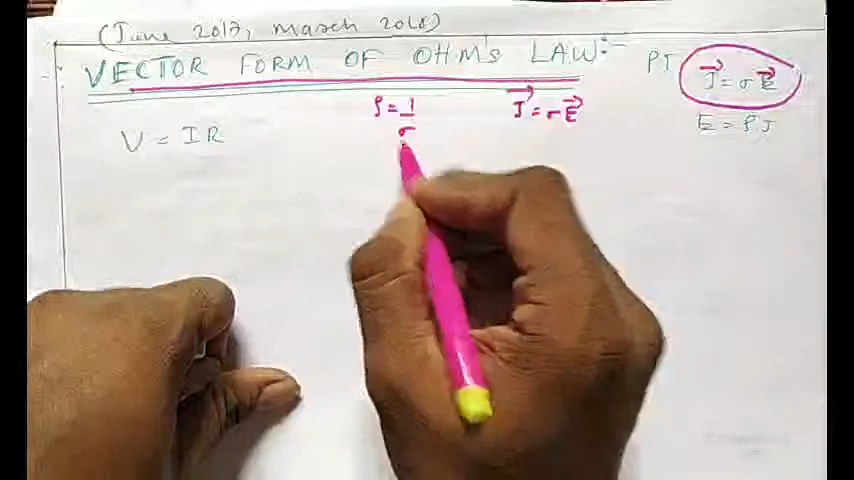 (June 2017, march 2018)
VECTOR FORM OF OHM's LAW:-
PT J⃗ = σE⃗
E = ρJ
ρ = 1/σ
J⃗ = σE⃗
V = IR